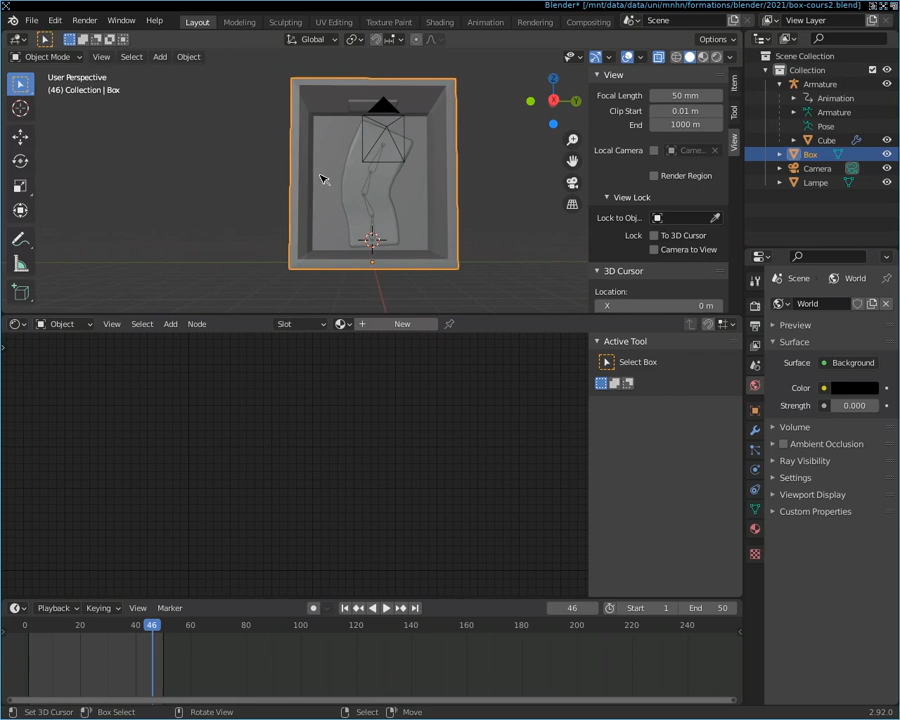 Blender* [/mnt/data/data/uni/mnhn/formations/blender/2021/box-cours2.blend]
File Edit Render Window Help Layout Modeling Sculpting UV Editing Texture Paint Shading Animation Rendering Compositing Scene View Layer
Global Options
Object Mode View Select Add Object
User Perspective
(46) Collection | Box
Z
X
Y
View
Focal Length 50 mm
Clip Start 0.01 m
End 1000 m
Local Camera Came...
Render Region
View Lock
Lock to Obj...
Lock To 3D Cursor
Camera to View
3D Cursor
Location:
X 0 m
Item
Tool
View
Scene Collection
Collection
Armature
Animation
Armature
Pose
Cube
Box
Camera
Lampe
Object View Select Add Node Slot New
Active Tool
Select Box
Scene World
World
Preview
Surface
Surface Background
Color
Strength 0.000
Volume
Ambient Occlusion
Ray Visibility
Settings
Viewport Display
Custom Properties
Playback Keying View Marker 46 Start 1 End 50
0 20 40 46 60 80 100 120 140 160 180 200 220 240
Set 3D Cursor Box Select Rotate View Select Move 2.92.0